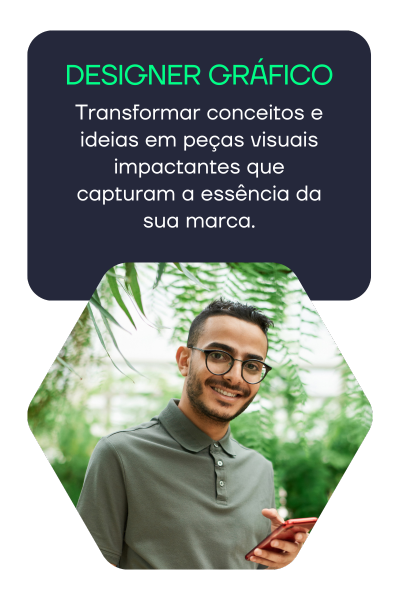 DESIGNER GRÁFICO
Transformar conceitos e
ideias em peças visuais
impactantes que
capturam a essência da
sua marca.